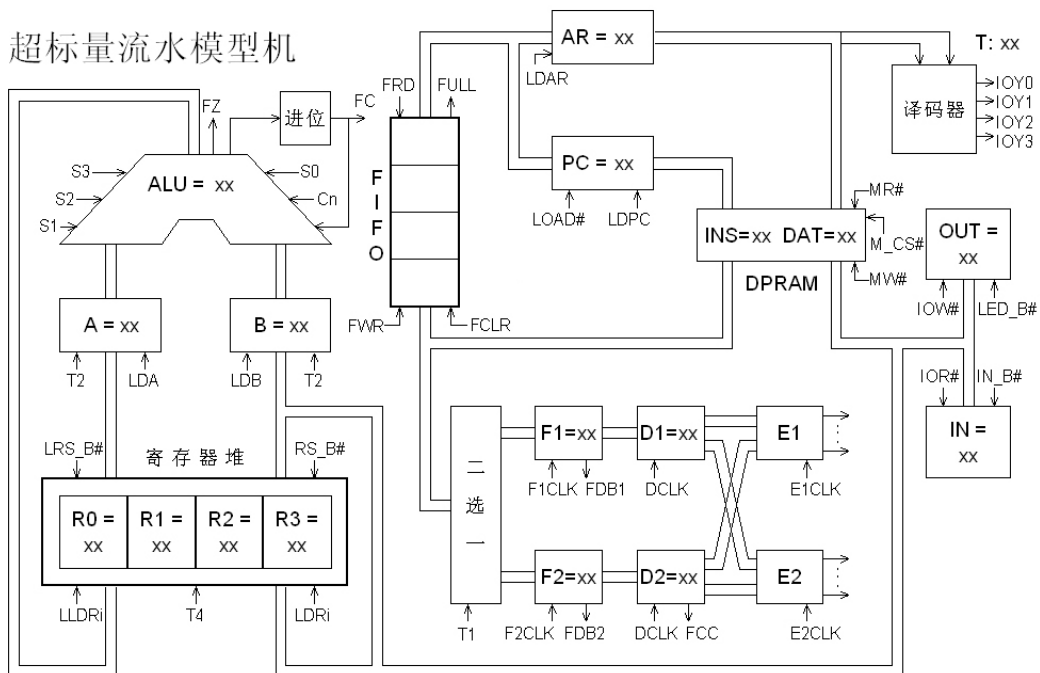 超标量流水模型机
AR = xx
LDAR
T: xx
译码器
IOY0
IOY1
IOY2
IOY3
FZ
进位
FC
FRD
FULL
S3
S2
S1
ALU = xx
S0
Cn
FIFO
FWR
FCLR
PC = xx
LOAD#
LDPC
MR#
INS=xx DAT=xx
M_CS#
MW#
DPRAM
OUT =
xx
IOW#
LED_B#
A = xx
B = xx
T2
LDA
LDB
T2
IOR#
IN_B#
IN =
xx
LRS_B#
寄存器堆
RS_B#
R0 =
xx
R1 =
xx
R2 =
xx
R3 =
xx
LLDRi
T4
LDRi
二选一
T1
F1=xx
D1=xx
E1
F1CLK
FDB1
DCLK
E1CLK
F2=xx
D2=xx
E2
F2CLK
FDB2
DCLK
FCC
E2CLK